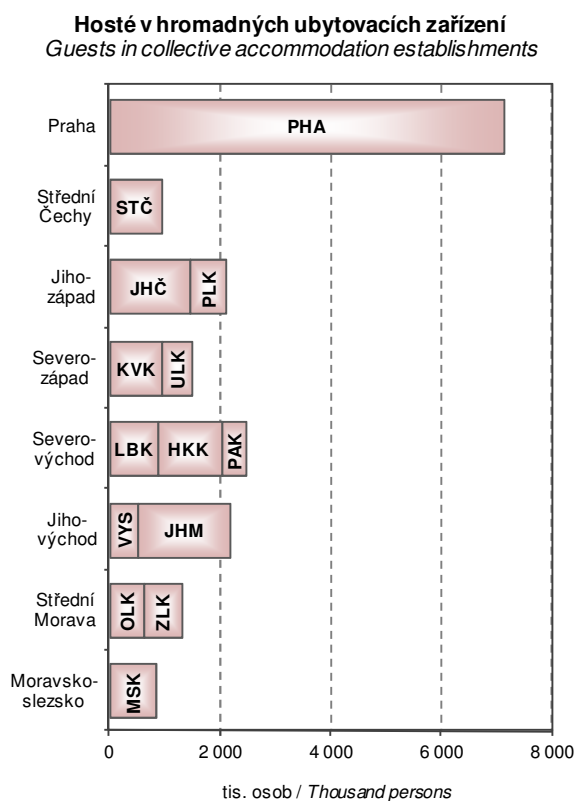 Hosté v hromadných ubytovacích zařízení
Guests in collective accommodation establishments
Praha
PHA
Střední
Čechy
STČ
Jiho-
západ
JHČ
PLK
Severo-
západ
KVK
ULK
Severo-
východ
LBK
HKK
PAK
Jiho-
východ
VYS
JHM
Střední
Morava
OLK
ZLK
Moravsko-
slezsko
MSK
0
2 000
4 000
6 000
8 000
tis. osob / Thousand persons